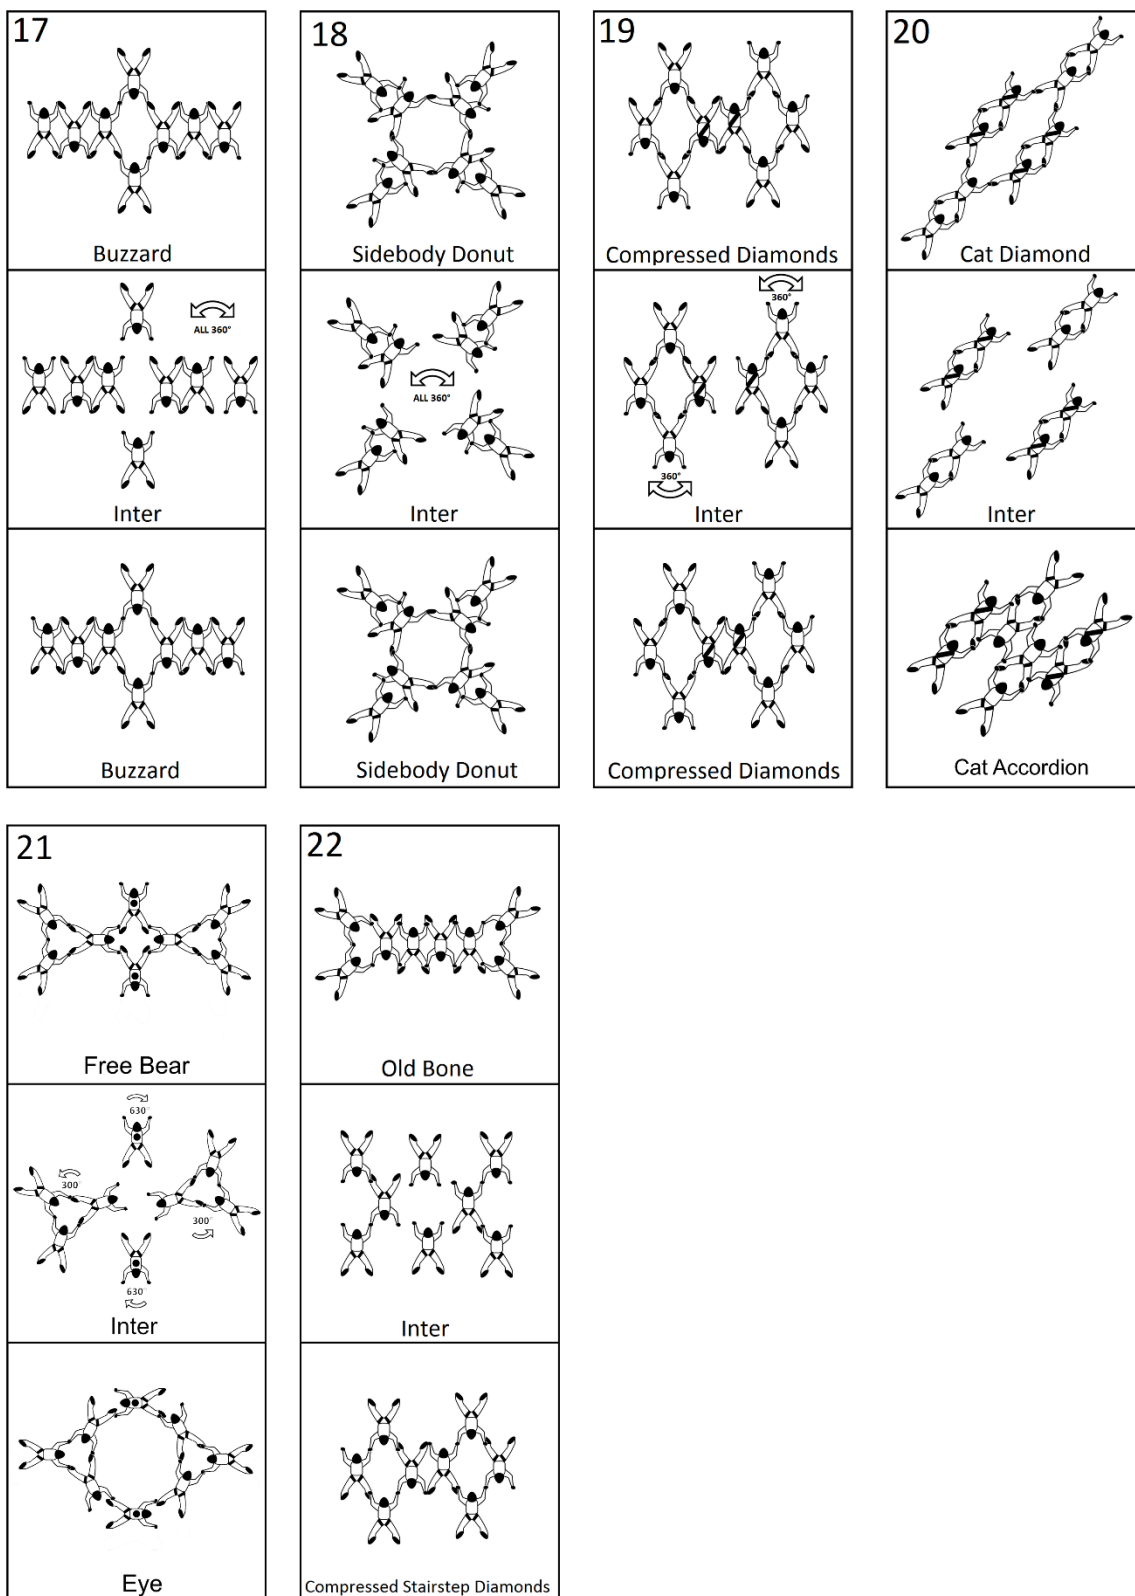 17
Buzzard
ALL 360°
Inter
Buzzard
18
Sidebody Donut
ALL 360°
Inter
Sidebody Donut
19
Compressed Diamonds
360°
360°
Inter
Compressed Diamonds
20
Cat Diamond
Inter
Cat Accordion
21
Free Bear
630°
300°
300°
630°
Inter
Eye
22
Old Bone
Inter
Compressed Stairstep Diamonds